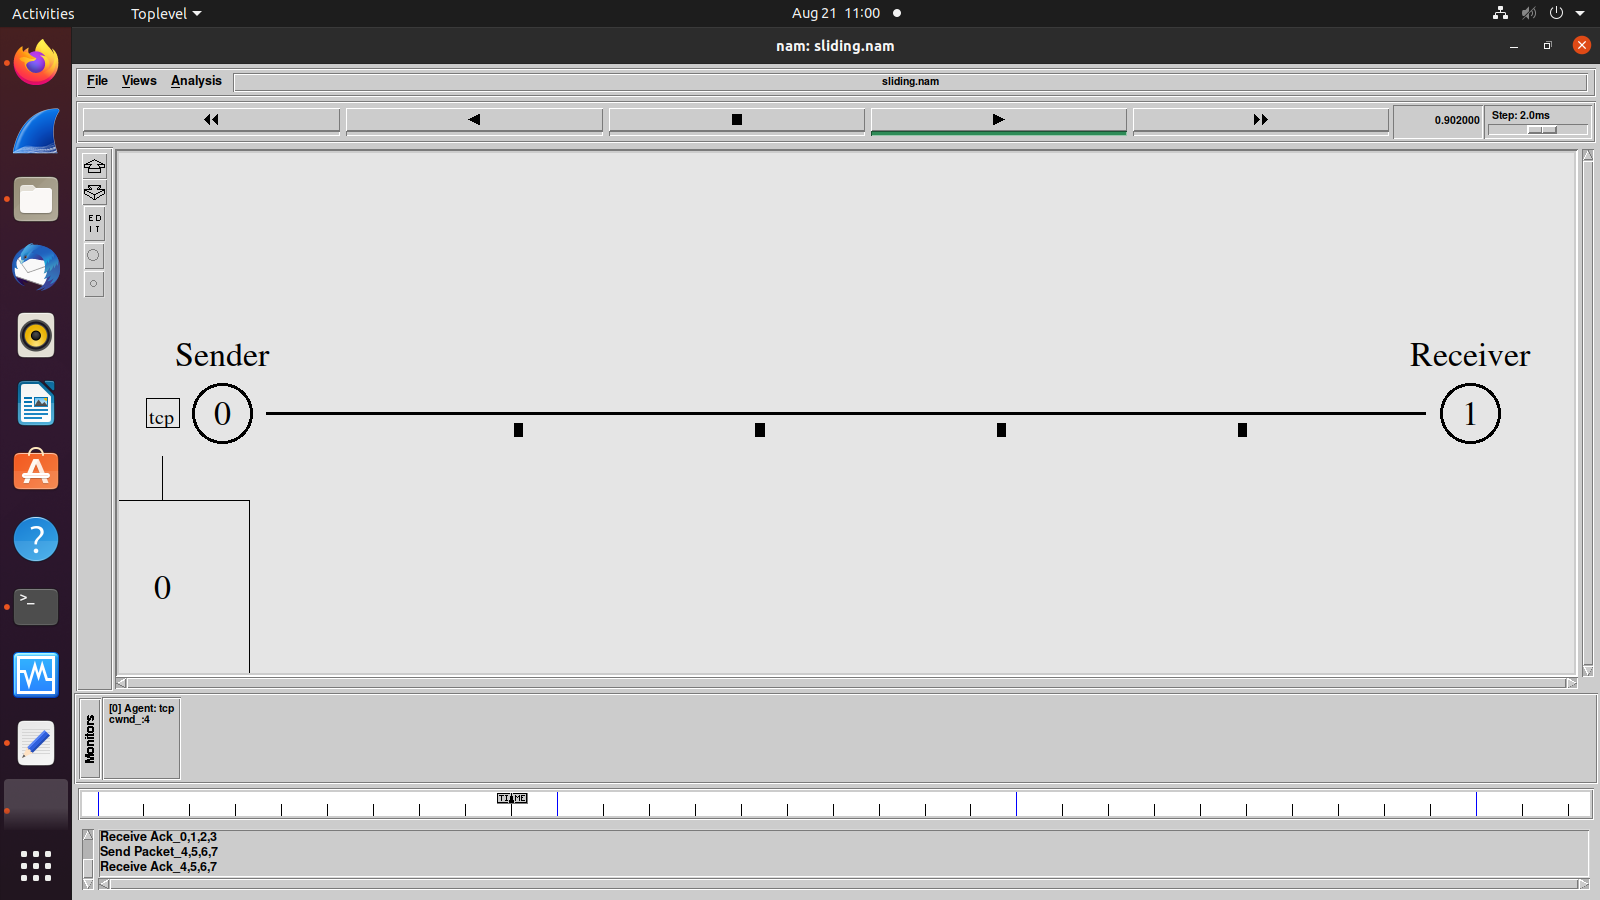 Activities
Toplevel
Aug 21 11:00
nam: sliding.nam
File Views Analysis
sliding.nam
0.902000
Step: 2.0ms
ED
IT
Sender
Receiver
tcp
0
1
0
Monitors
[0] Agent: tcp
cwnd_:4
TIME
Receive Ack_0,1,2,3
Send Packet_4,5,6,7
Receive Ack_4,5,6,7